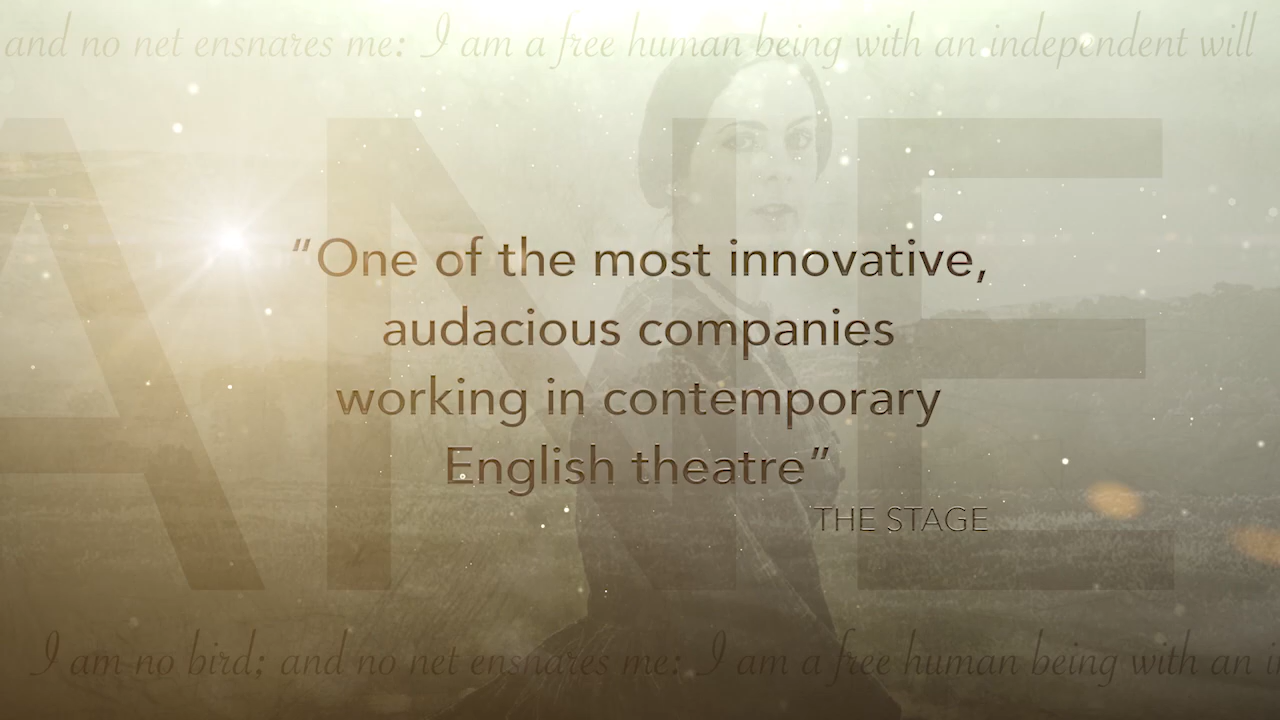 and no net ensnares me: I am a free human being with an independent will
ANE
“One of the most innovative,
audacious companies
working in contemporary
English theatre”
THE STAGE
I am no bird; and no net ensnares me: I am a free human being with an